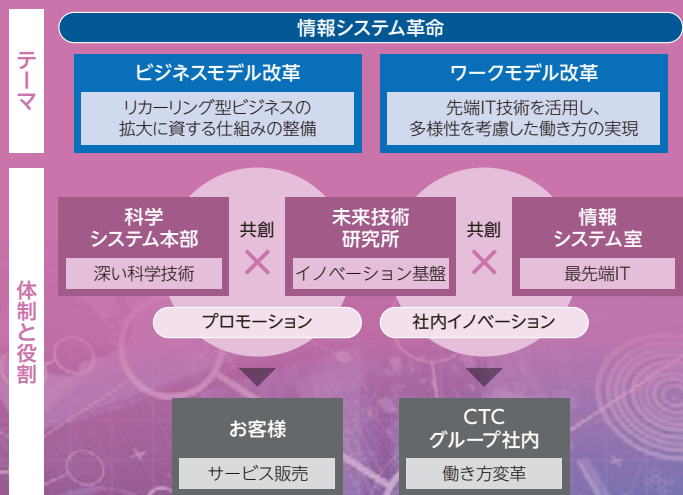 テーマ
情報システム革命
ビジネスモデル改革
リカーリング型ビジネスの
拡大に資する仕組みの整備
ワークモデル改革
先端IT技術を活用し、
多様性を考慮した働き方の実現
体制と役割
科学
システム本部
深い科学技術
共創
×
未来技術
研究所
イノベーション基盤
共創
×
情報
システム室
最先端IT
プロモーション
社内イノベーション
お客様
サービス販売
CTC
グループ社内
働き方変革